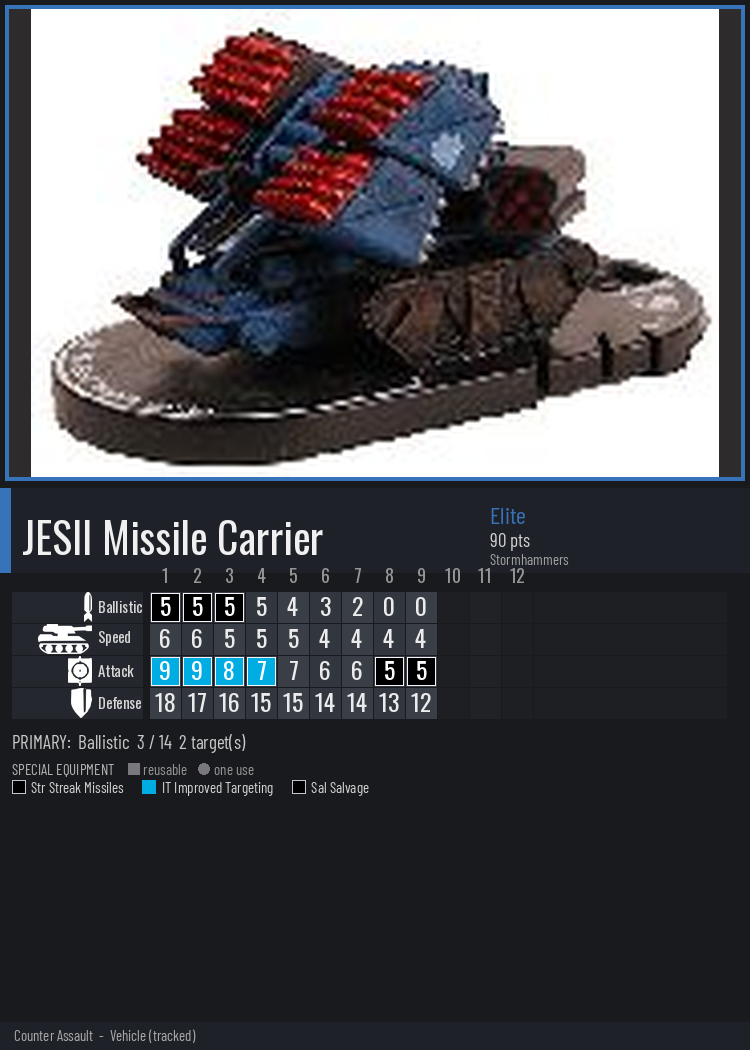 JESII Missile Carrier
Elite
90 pts
Stormhammers
1 2 3 4 5 6 7 8 9 10 11 12
Ballistic 5 5 5 5 4 3 2 0 0
Speed 6 6 5 5 5 4 4 4 4
Attack 9 9 8 7 7 6 6 5 5
Defense 18 17 16 15 15 14 14 13 12
PRIMARY: Ballistic 3 / 14 2 target(s)
SPECIAL EQUIPMENT reusable one use
Str Streak Missiles IT Improved Targeting Sal Salvage
Counter Assault - Vehicle (tracked)